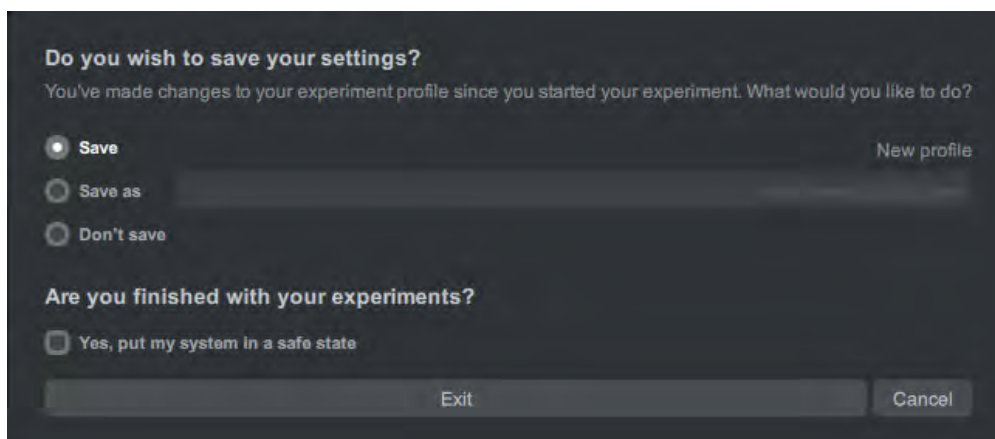 Do you wish to save your settings?
You've made changes to your experiment profile since you started your experiment. What would you like to do?
Save
New profile
Save as
Don't save
Are you finished with your experiments?
Yes, put my system in a safe state
Exit
Cancel